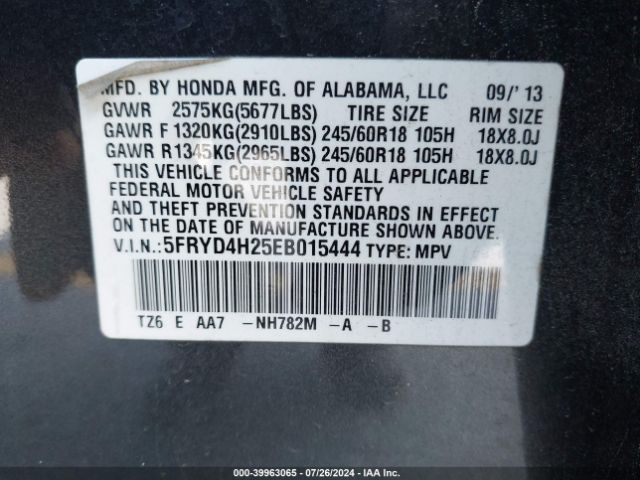 MFD. BY HONDA MFG. OF ALABAMA, LLC 09/'13
GVWR 2575KG(5677LBS) TIRE SIZE RIM SIZE
GAWR F 1320KG(2910LBS) 245/60R18 105H 18X8.0J
GAWR R 1345KG(2965LBS) 245/60R18 105H 18X8.0J
THIS VEHICLE CONFORMS TO ALL APPLICABLE
FEDERAL MOTOR VEHICLE SAFETY
AND THEFT PREVENTION STANDARDS IN EFFECT
ON THE DATE OF MANUFACTURE SHOWN ABOVE.
V.I.N.: 5FRYD4H25EB015444 TYPE: MPV
TZ6 E AA7 -NH782M -A -B
000-39963065 / 07/26/2024 / IAAI.COM